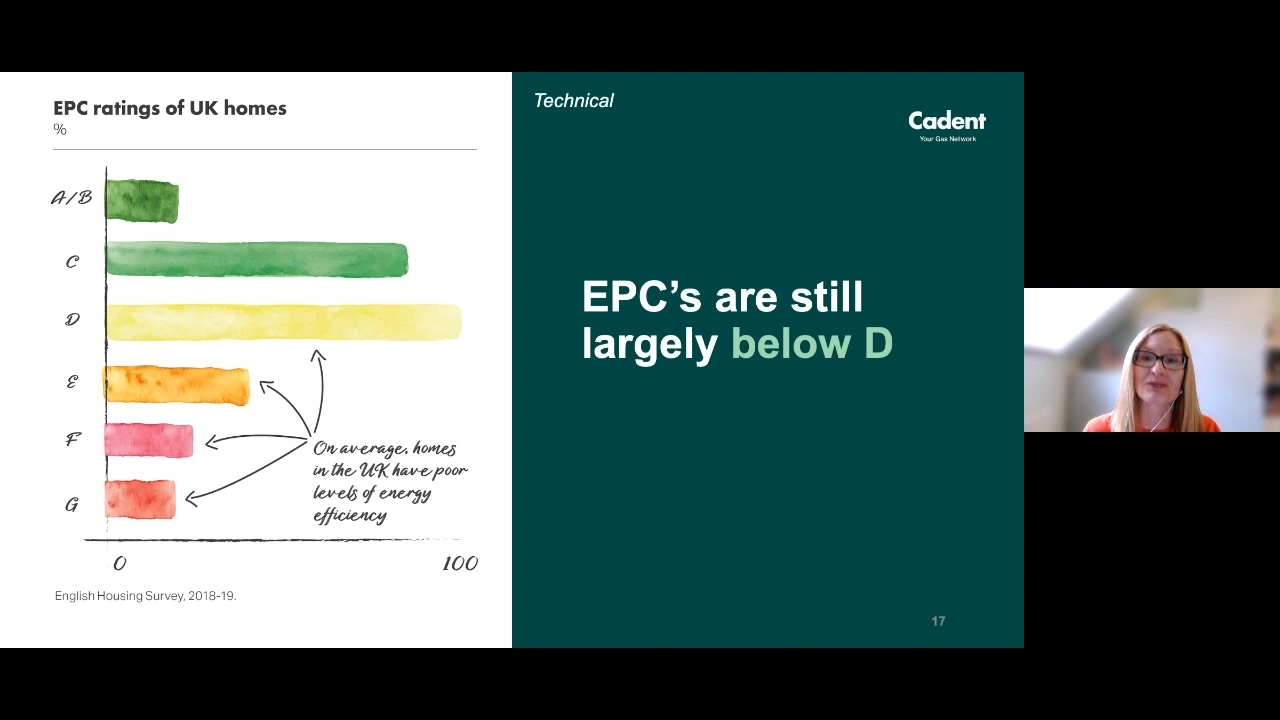 EPC ratings of UK homes
%
A/B
C
D
E
F
G
On average, homes
in the UK have poor
levels of energy
efficiency
0
100
English Housing Survey, 2018-19.
Technical
Cadent
Your Gas Network
EPC’s are still
largely below D
17